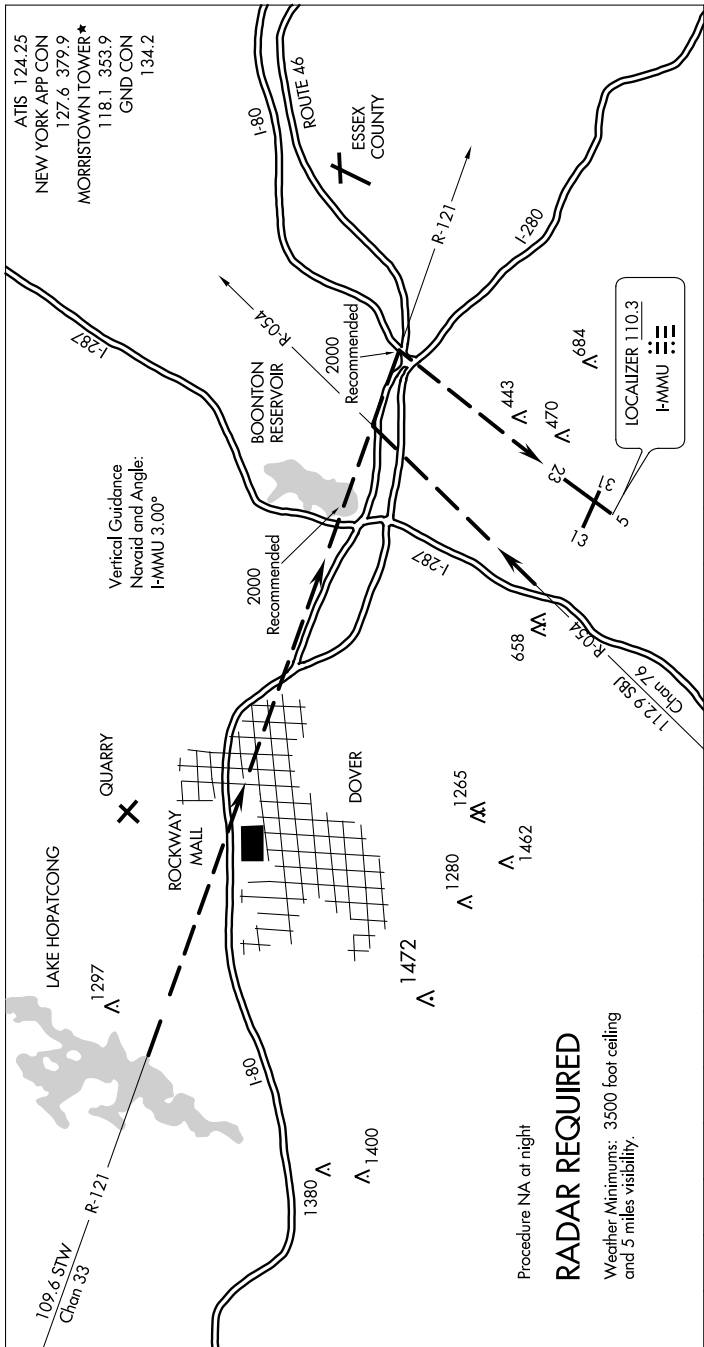 ATIS 124.25
NEW YORK APP CON
127.6 379.9
MORRISTOWN TOWER★
118.1 353.9
GND CON
134.2
109.6 STW
Chan 33
R-121
LAKE HOPATCONG
1297
QUARRY
Vertical Guidance
Navaid and Angle:
I-MMU 3.00°
I-287
I-80
ROUTE 46
ESSEX
COUNTY
ROCKWAY
MALL
2000
Recommended
BOONTON
RESERVOIR
R-054
2000
Recommended
R-121
I-80
1380
1400
DOVER
I-287
I-280
1472
1280
1265
1462
658
R-054
112.9 SBJ
Chan 76
443
470
684
23
31
13
5
LOCALIZER 110.3
I-MMU
Procedure NA at night
RADAR REQUIRED
Weather Minimums: 3500 foot ceiling
and 5 miles visibility.